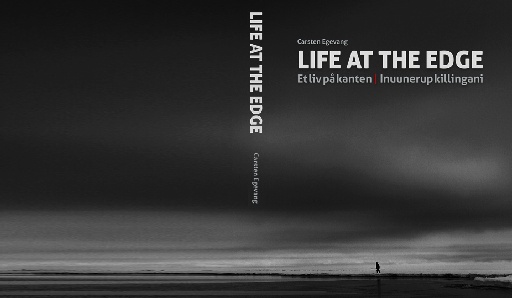 LIFE AT THE EDGE
Carsten Egevang
Carsten Egevang
LIFE AT THE EDGE
Et liv på kanten | Inuunerup killingani